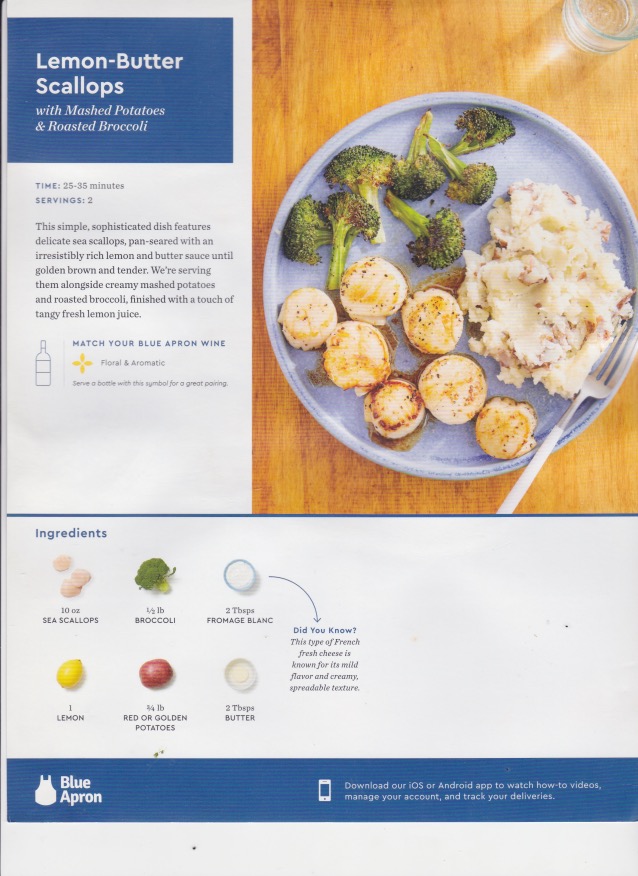 Lemon-Butter
Scallops
with Mashed Potatoes
& Roasted Broccoli
TIME: 25-35 minutes
SERVINGS: 2
This simple, sophisticated dish features
delicate sea scallops, pan-seared with an
irresistibly rich lemon and butter sauce until
golden brown and tender. We're serving
them alongside creamy mashed potatoes
and roasted broccoli, finished with a touch of
tangy fresh lemon juice.
MATCH YOUR BLUE APRON WINE
Floral & Aromatic
Serve a bottle with this symbol for a great pairing.
Ingredients
10 oz
SEA SCALLOPS
½ lb
BROCCOLI
2 Tbsps
FROMAGE BLANC
Did You Know?
This type of French
fresh cheese is
known for its mild
flavor and creamy,
spreadable texture.
1
LEMON
¾ lb
RED OR GOLDEN
POTATOES
2 Tbsps
BUTTER
Blue
Apron
Download our iOS or Android app to watch how-to videos,
manage your account, and track your deliveries.